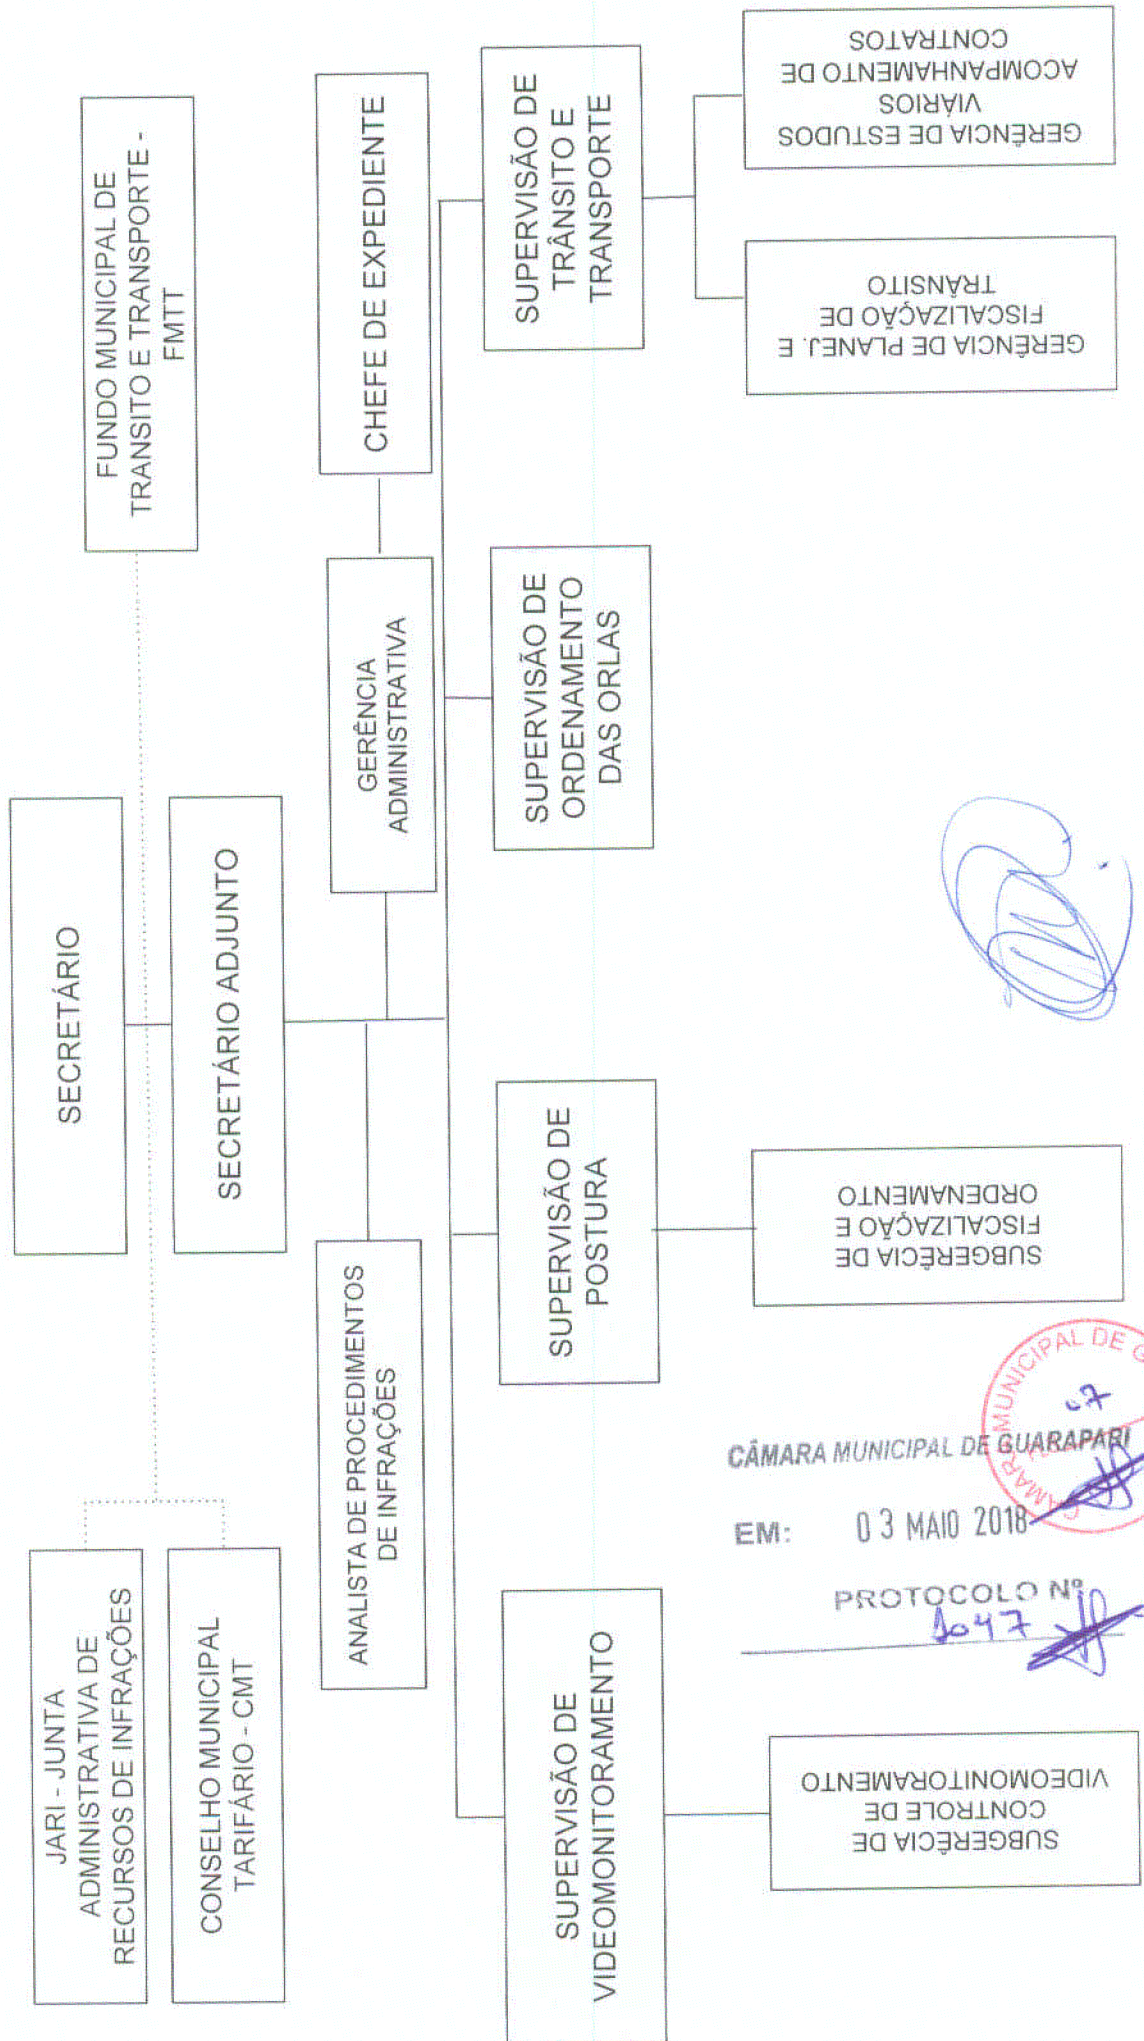 SECRETÁRIO
SECRETÁRIO ADJUNTO
JARI - JUNTA
ADMINISTRATIVA DE
RECURSOS DE INFRAÇÕES
CONSELHO MUNICIPAL
TARIFÁRIO - CMT
FUNDO MUNICIPAL DE
TRANSITO E TRANSPORTE -
FMTT
ANALISTA DE PROCEDIMENTOS
DE INFRAÇÕES
GERÊNCIA
ADMINISTRATIVA
CHEFE DE EXPEDIENTE
SUPERVISÃO DE
VIDEOMONITORAMENTO
SUPERVISÃO DE
POSTURA
SUPERVISÃO DE
ORDENAMENTO
DAS ORLAS
SUPERVISÃO DE
TRÂNSITO E
TRANSPORTE
SUBGERÊCIA DE
CONTROLE DE
VIDEOMONITORAMENTO
SUBGERÊCIA DE
FISCALIZAÇÃO E
ORDENAMENTO
GERÊNCIA DE PLANEJ. E
FISCALIZAÇÃO DE
TRÂNSITO
GERÊNCIA DE ESTUDOS
VIÁRIOS
ACOMPANHAMENTO DE
CONTRATOS
CÂMARA MUNICIPAL DE GUARAPARI
EM: 03 MAIO 2018
PROTOCOLO Nº
1047
CÂMARA MUNICIPAL DE G
07